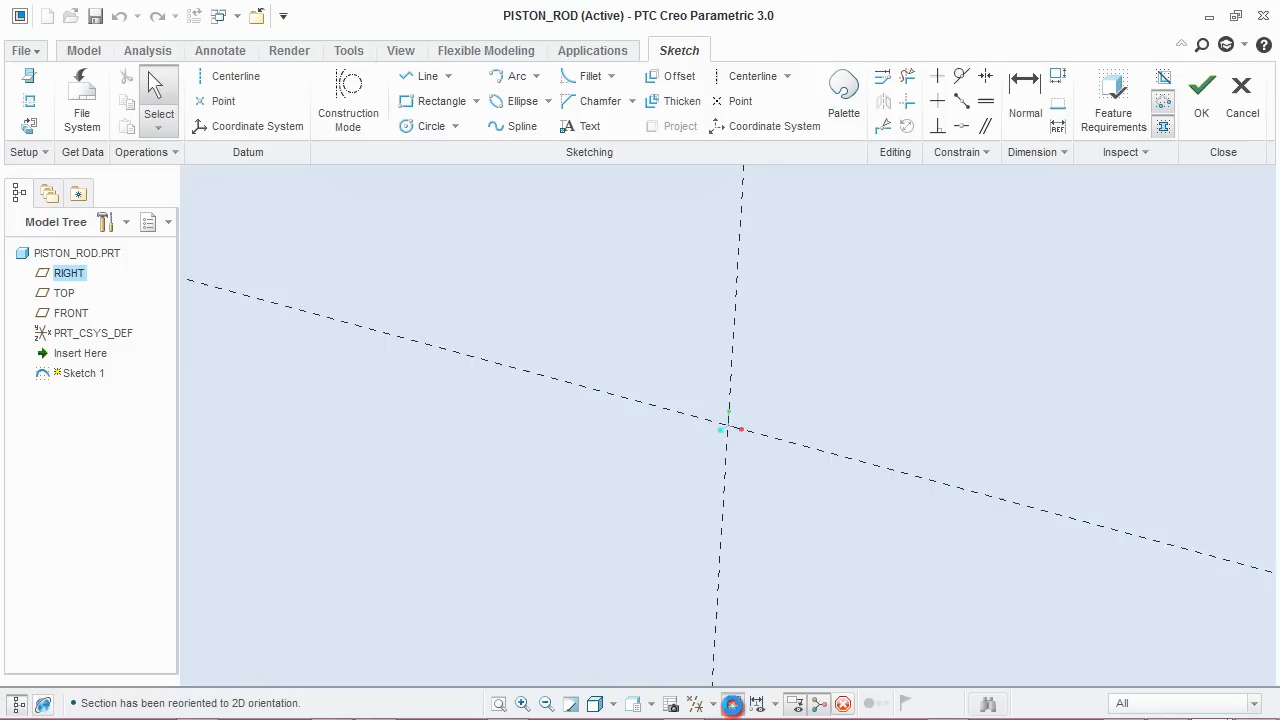 PISTON_ROD (Active) - PTC Creo Parametric 3.0
File Model Analysis Annotate Render Tools View Flexible Modeling Applications Sketch
Centerline Line Arc Fillet Offset Centerline
Point Rectangle Ellipse Chamfer Thicken Point
Coordinate System Circle Spline Text Project Coordinate System
File System Select Construction Mode Palette Normal Feature Requirements OK Cancel
Setup Get Data Operations Datum Sketching Editing Constrain Dimension Inspect Close
Model Tree
PISTON_ROD.PRT
RIGHT
TOP
FRONT
PRT_CSYS_DEF
Insert Here
Sketch 1
• Section has been reoriented to 2D orientation.
All